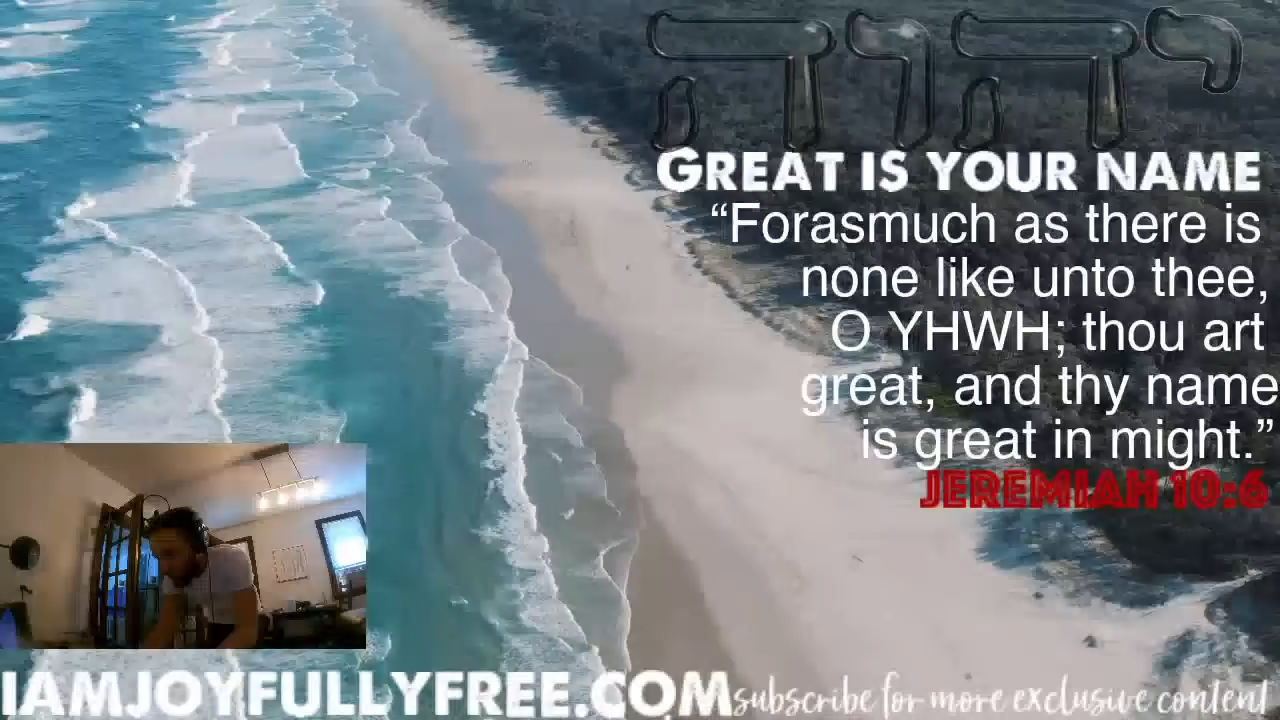 יהוה
GREAT IS YOUR NAME
“Forasmuch as there is
none like unto thee,
O YHWH; thou art
great, and thy name
is great in might.”
JEREMIAH 10:6
IAMJOYFULLYFREE.COM subscribe for more exclusive content